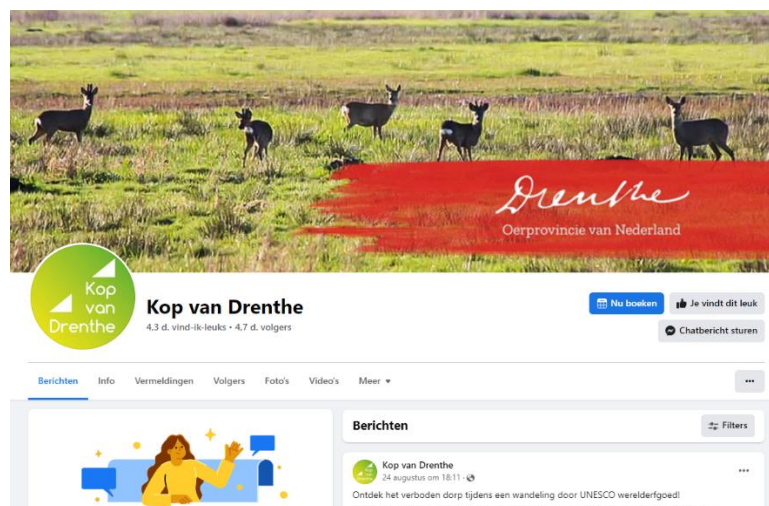 Drenthe
Oerprovincie van Nederland
Kop
van
Drenthe
Kop van Drenthe
4,3 d. vind-ik-leuks • 4,7 d. volgers
Nu boeken
Je vindt dit leuk
Chatbericht sturen
Berichten Info Vermeldingen Volgers Foto's Video's Meer
Berichten
Filters
Kop van Drenthe
24 augustus om 18:11 ·
Ontdek het verboden dorp tijdens een wandeling door UNESCO werelderfgoed!